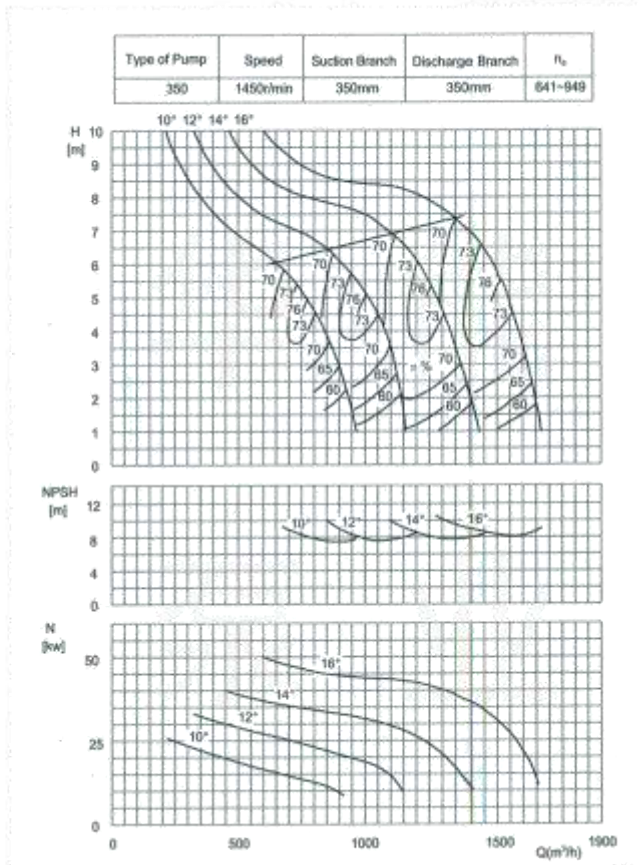 Type of Pump Speed Suction Branch Discharge Branch nₛ
350 1450r/min 350mm 350mm 641~949
10° 12° 14° 16°
H
[m]
10
9
8
7
6
5
4
3
2
1
0
70 70 70 70
73 73 73 73
76 76 76 76
73 73 73 73
70 70 70 70
65 65 65 65
60 60 60 60
= %
NPSH
[m]
12
8
4
0
10° 12° 14° 16°
N
[kw]
50
25
0
16°
14°
12°
10°
0 500 1000 1500 1900
Q(m³/h)